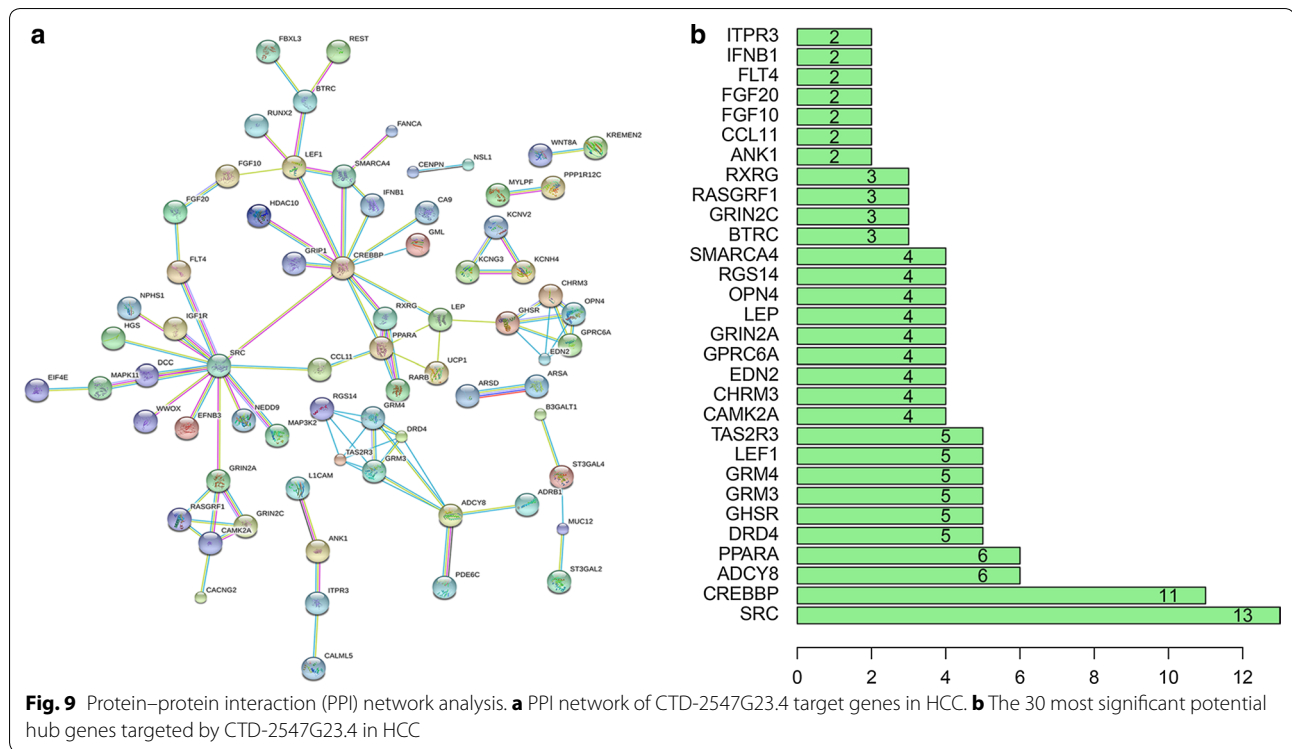 a
FBXL3
REST
BTRC
RUNX2
FANCA
LEF1
SMARCA4
FGF10
CENPN
NSL1
WNT8A
KREMEN2
MYLPF
PPP1R12C
FGF20
IFNB1
HDAC10
CA9
GML
KCNV2
GRIP1
CREBBP
KCNG3
KCNH4
FLT4
CHRM3
NPHS1
IGF1R
RXRG
LEP
GHSR
OPN4
HGS
PPARA
GPRC6A
SRC
EDN2
CCL11
UCP1
DCC
MAPK11
EIF4E
RARB
ARSD
ARSA
WWOX
EFNB3
NEDD9
MAP3K2
RGS14
GRM4
DRD4
B3GALT1
TAS2R3
GRM3
GRIN2A
L1CAM
ST3GAL4
RASGRF1
GRIN2C
ADCY8
ADRB1
CAMK2A
MUC12
ANK1
CACNG2
ITPR3
PDE6C
ST3GAL2
CALML5
b
ITPR3 2
IFNB1 2
FLT4 2
FGF20 2
FGF10 2
CCL11 2
ANK1 2
RXRG 3
RASGRF1 3
GRIN2C 3
BTRC 3
SMARCA4 4
RGS14 4
OPN4 4
LEP 4
GRIN2A 4
GPRC6A 4
EDN2 4
CHRM3 4
CAMK2A 4
TAS2R3 5
LEF1 5
GRM4 5
GRM3 5
GHSR 5
DRD4 5
PPARA 6
ADCY8 6
CREBBP 11
SRC 13
0 2 4 6 8 10 12
Fig. 9 Protein–protein interaction (PPI) network analysis. a PPI network of CTD-2547G23.4 target genes in HCC. b The 30 most significant potential
hub genes targeted by CTD-2547G23.4 in HCC